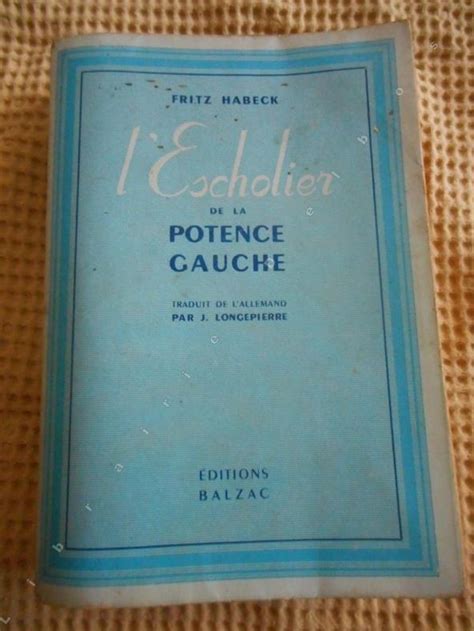 FRITZ HABECK
l'Escholier
DE LA
POTENCE
GAUCHE
TRADUIT DE L'ALLEMAND
PAR J. LONGEPIERRE
ÉDITIONS
BALZAC